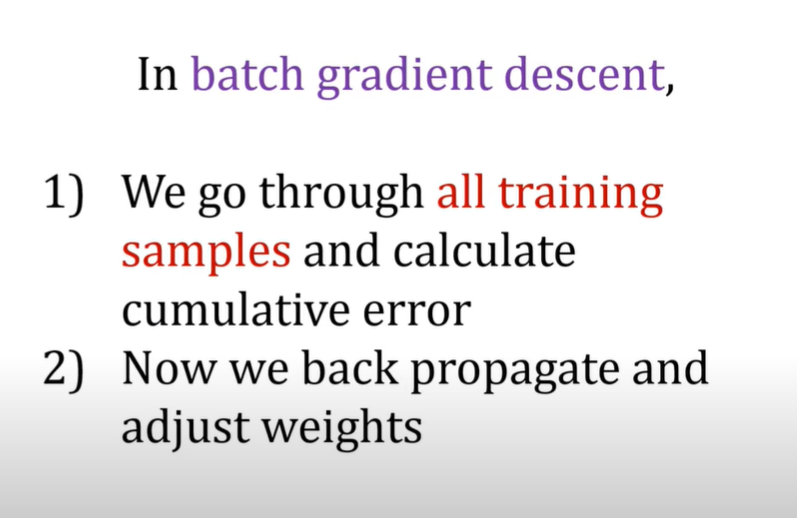 In batch gradient descent,
1) We go through all training
samples and calculate
cumulative error
2) Now we back propagate and
adjust weights